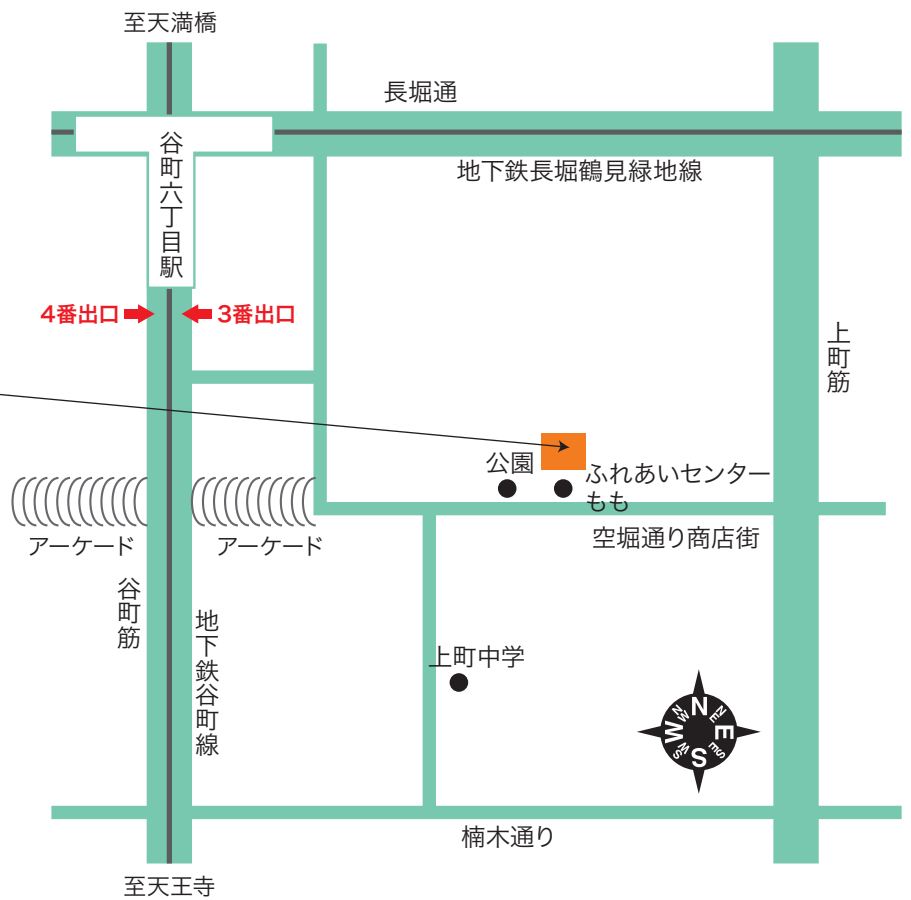 至天満橋
長堀通
谷町六丁目駅
地下鉄長堀鶴見緑地線
4番出口
3番出口
上町筋
公園
ふれあいセンター
もも
アーケード
アーケード
空堀通り商店街
谷町筋
地下鉄谷町線
上町中学
N
NE
E
SE
S
SW
W
NW
楠木通り
至天王寺